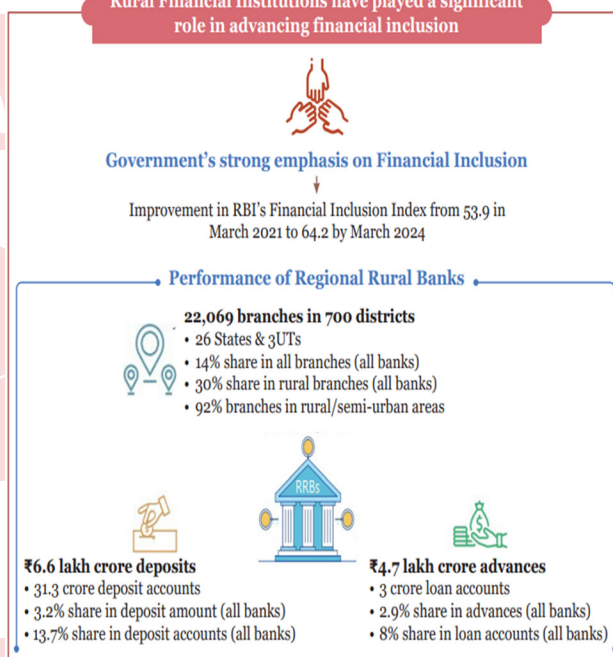 Rural Financial Institutions have played a significant
role in advancing financial inclusion
Government's strong emphasis on Financial Inclusion
Improvement in RBI's Financial Inclusion Index from 53.9 in
March 2021 to 64.2 by March 2024
Performance of Regional Rural Banks
22,069 branches in 700 districts
• 26 States & 3UTs
• 14% share in all branches (all banks)
• 30% share in rural branches (all banks)
• 92% branches in rural/semi-urban areas
RRBs
₹6.6 lakh crore deposits
• 31.3 crore deposit accounts
• 3.2% share in deposit amount (all banks)
• 13.7% share in deposit accounts (all banks)
₹4.7 lakh crore advances
• 3 crore loan accounts
• 2.9% share in advances (all banks)
• 8% share in loan accounts (all banks)